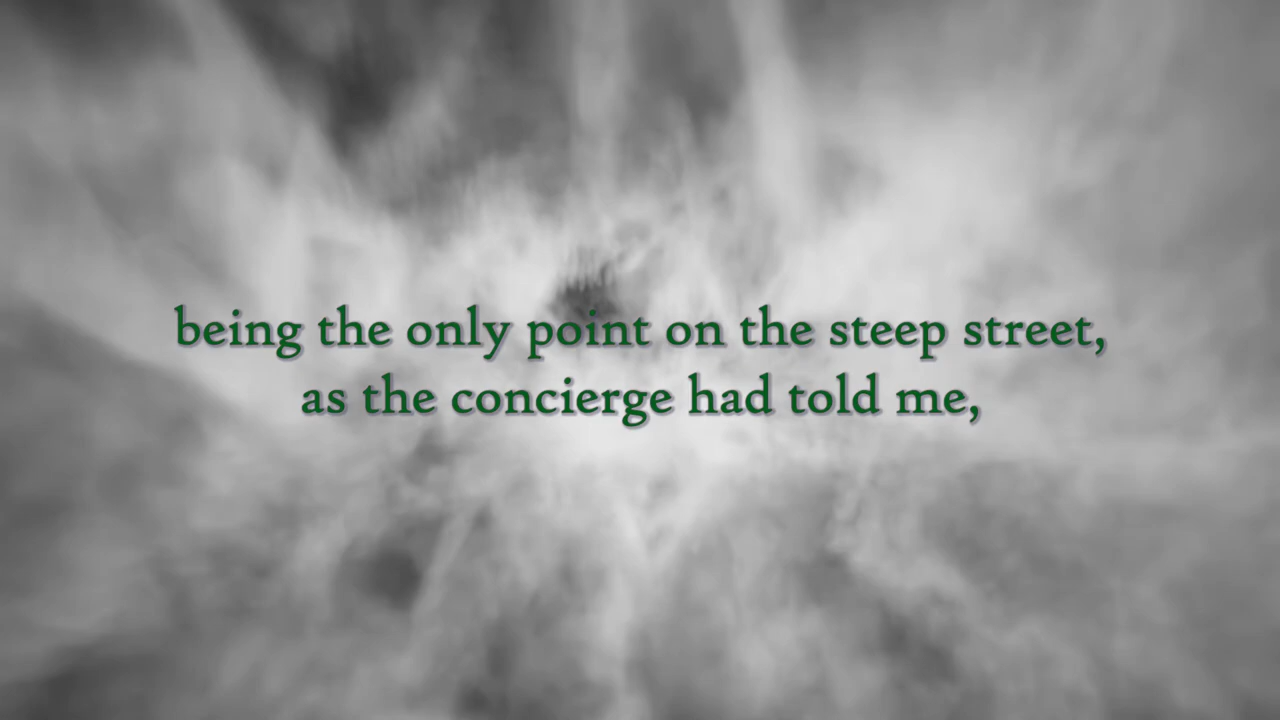 being the only point on the steep street,
as the concierge had told me,